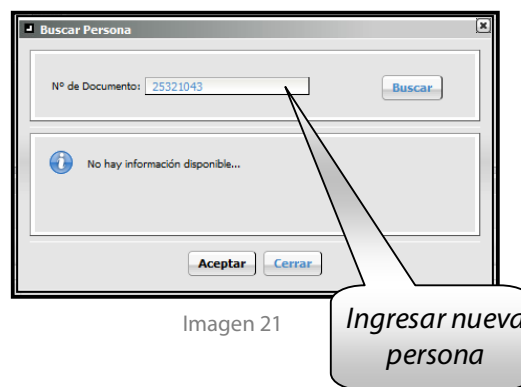 Buscar Persona
Nº de Documento: 25321043
Buscar
No hay información disponible...
Aceptar Cerrar
Imagen 21
Ingresar nueva
persona